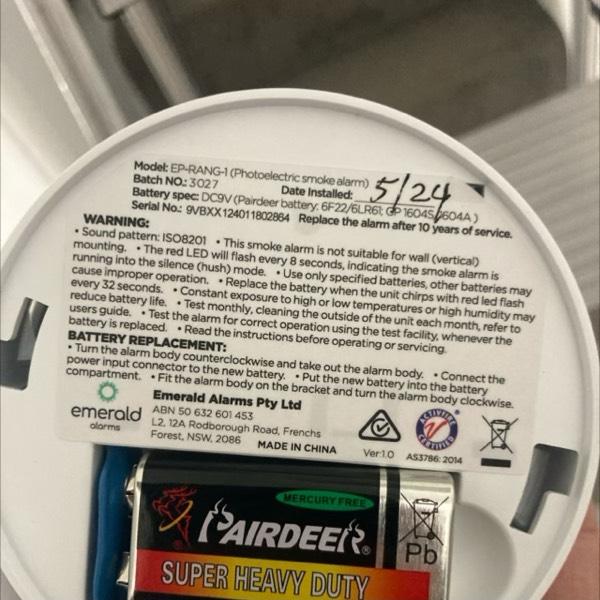 Model: EP-RANG-1 (Photoelectric smoke alarm)
Batch NO.: 3027
Date Installed: 5/24
Battery spec: DC9V (Pairdeer battery: 6F22/6LR61; GP 1604S/1604A )
Serial No.: 9VBXX124011802864 Replace the alarm after 10 years of service.
WARNING:
• Sound pattern: ISO8201 • This smoke alarm is not suitable for wall (vertical)
mounting. • The red LED will flash every 8 seconds, indicating the smoke alarm is
running into the silence (hush) mode. • Use only specified batteries, other batteries may
cause improper operation. • Replace the battery when the unit chirps with red led flash
every 32 seconds. • Constant exposure to high or low temperatures or high humidity may
reduce battery life. • Test monthly, cleaning the outside of the unit each month, refer to
users guide. • Test the alarm for correct operation using the test facility, whenever the
battery is replaced. • Read the instructions before operating or servicing.
BATTERY REPLACEMENT:
• Turn the alarm body counterclockwise and take out the alarm body. • Connect the
power input connector to the new battery. • Put the new battery into the battery
compartment. • Fit the alarm body on the bracket and turn the alarm body clockwise.
emerald
alarms
Emerald Alarms Pty Ltd
ABN 50 632 601 453
L2, 12A Rodborough Road, Frenchs
Forest, NSW, 2086 MADE IN CHINA
Ver:1.0
ACTIVFIRE
CERTIFIED
AS3786: 2014
MERCURY FREE
PAIRDEER®
SUPER HEAVY DUTY
Pb